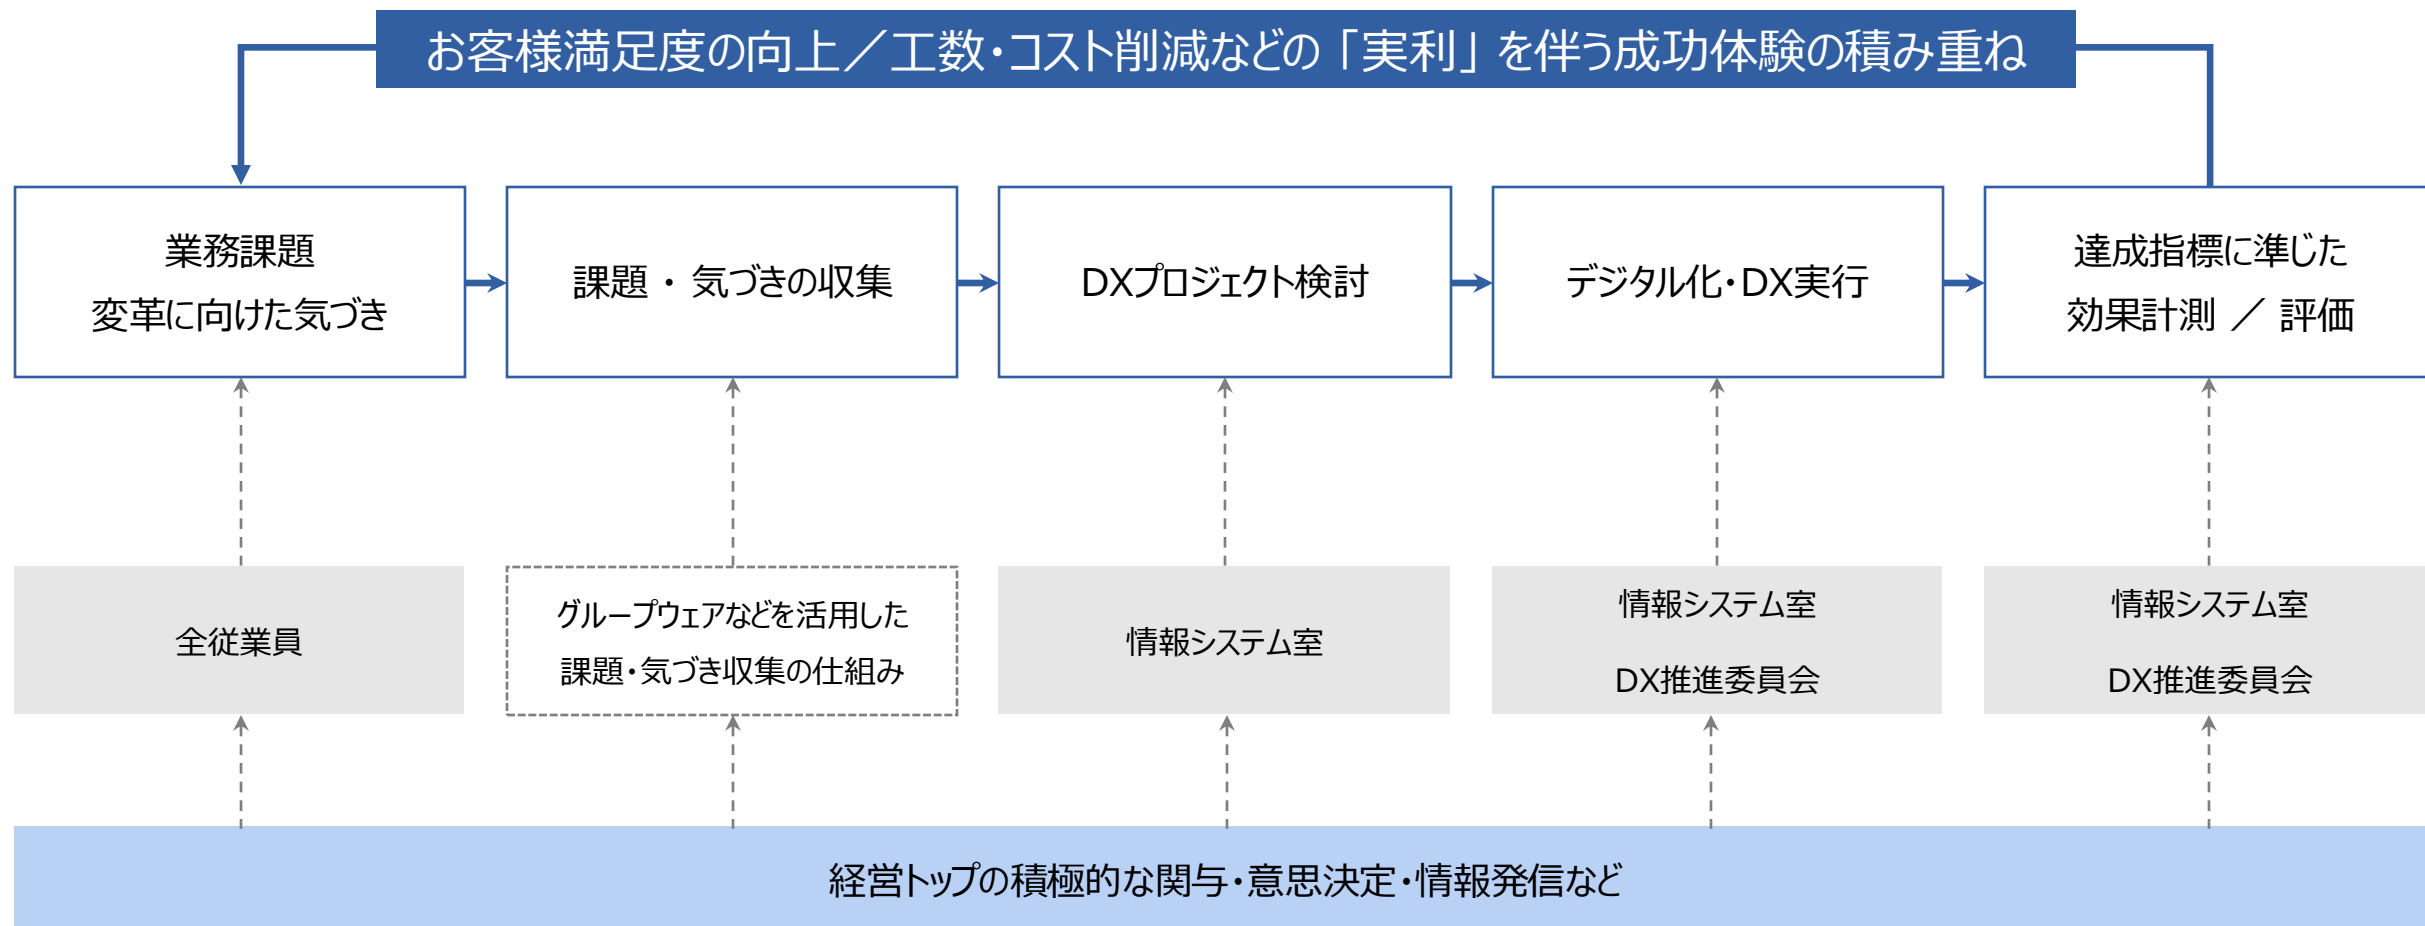 お客様満足度の向上／工数・コスト削減などの「実利」を伴う成功体験の積み重ね
業務課題
変革に向けた気づき
課題・気づきの収集
DXプロジェクト検討
デジタル化・DX実行
達成指標に準じた
効果計測／評価
全従業員
グループウェアなどを活用した
課題・気づき収集の仕組み
情報システム室
情報システム室
DX推進委員会
情報システム室
DX推進委員会
経営トップの積極的な関与・意思決定・情報発信など